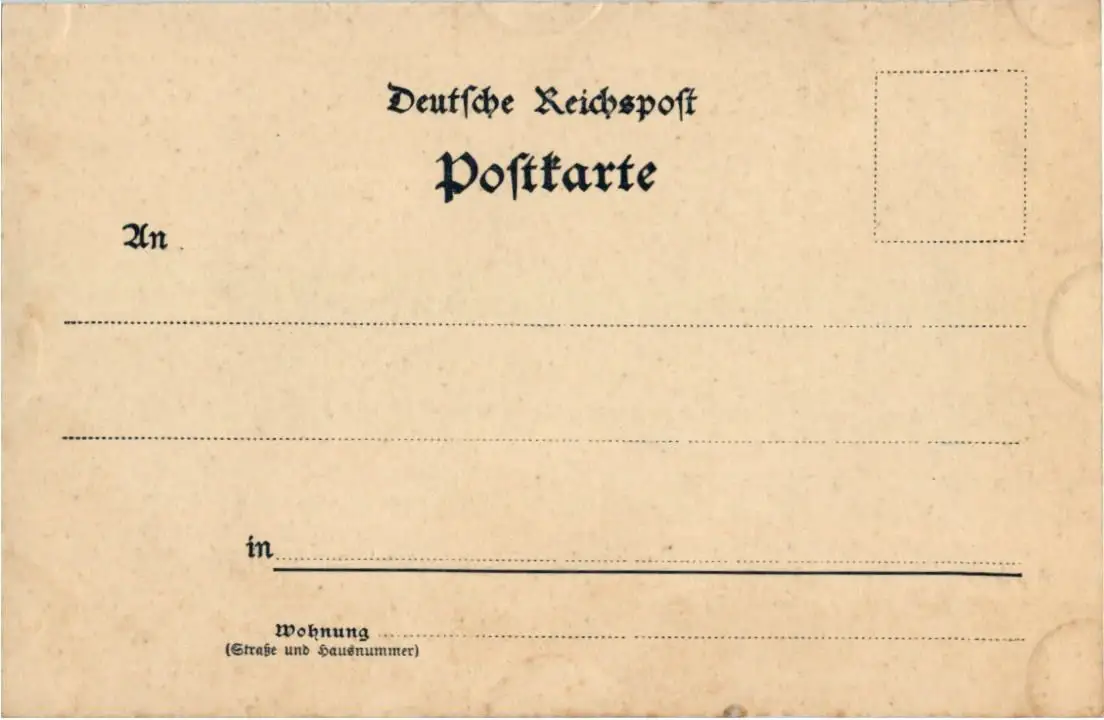 Deutſche Reichspoſt
Poſtkarte
An
in
Wohnung
(Straße und Hausnummer)